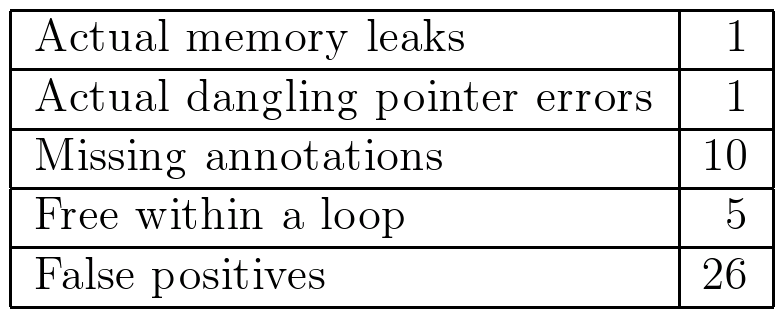 Actual memory leaks 1
Actual dangling pointer errors 1
Missing annotations 10
Free within a loop 5
False positives 26